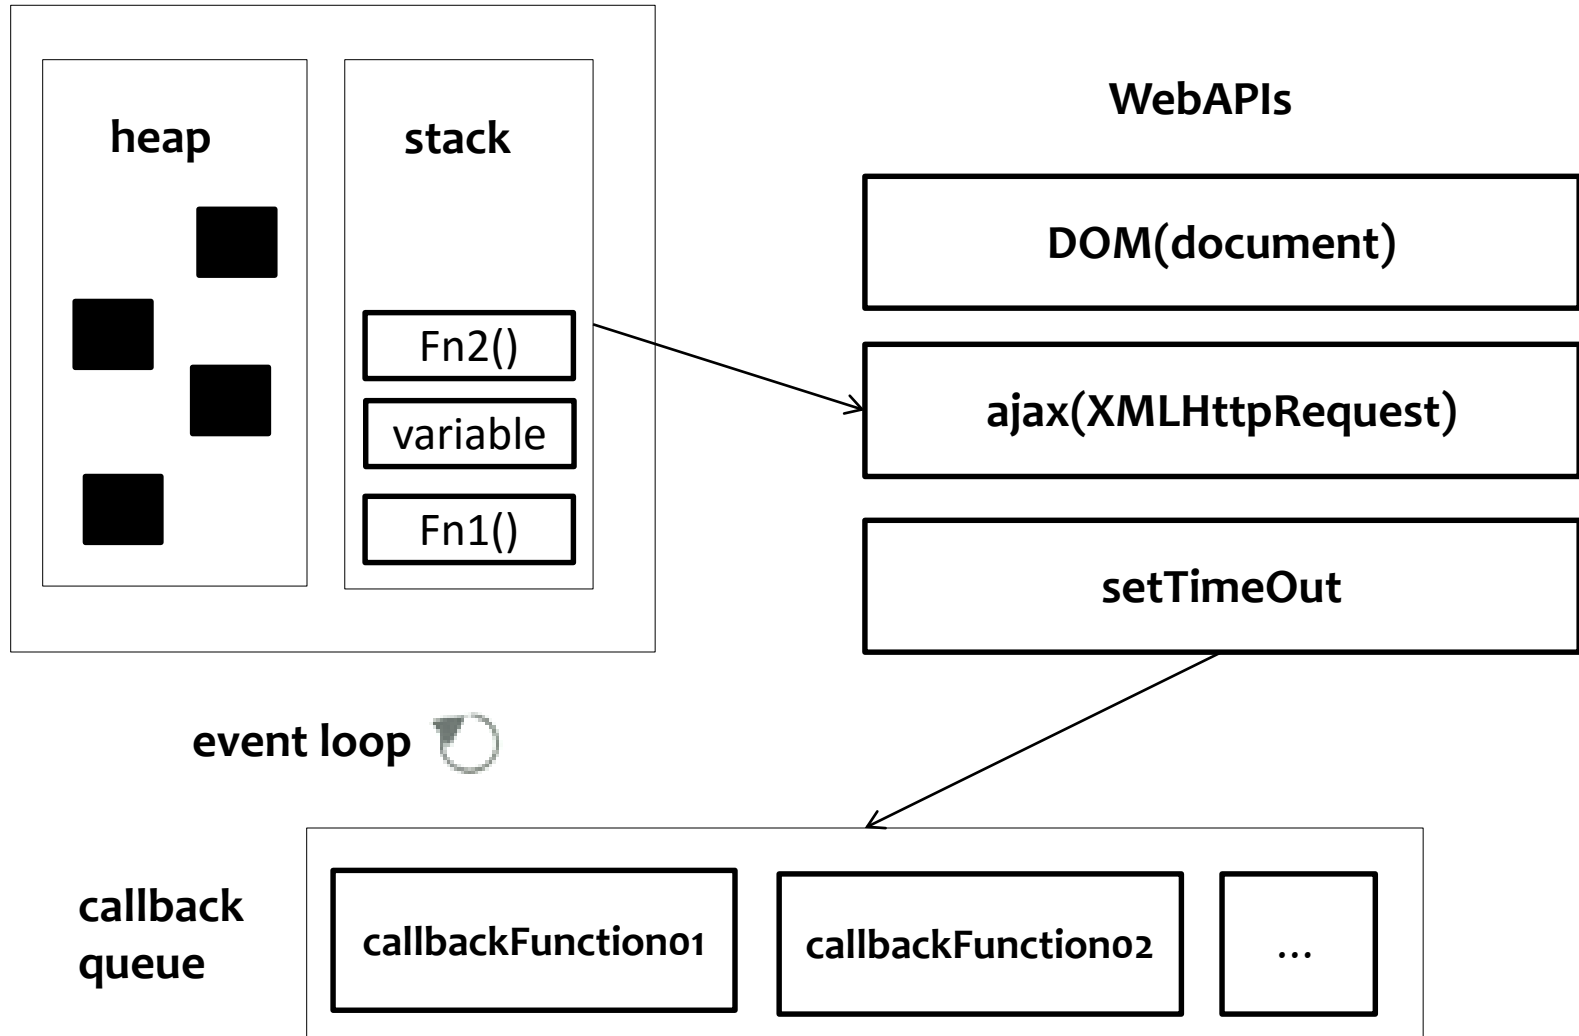 heap
stack
Fn2()
variable
Fn1()
WebAPIs
DOM(document)
ajax(XMLHttpRequest)
setTimeOut
event loop
callback
queue
callbackFunction01
callbackFunction02
...